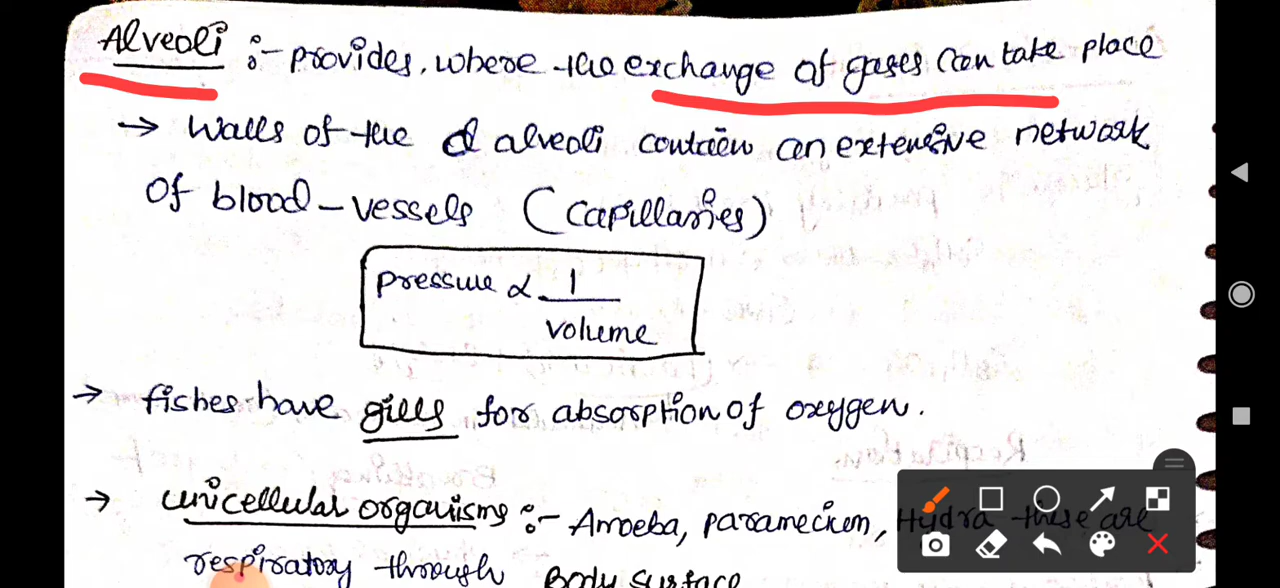 Alveoli :- provides, where the exchange of gases can take place
→ Walls of the alveoli contain an extensive network
of blood-vessels (capillaries)
pressure ∝ 1
volume
→ fishes have gills for absorption of oxygen.
→ unicellular organisms :- Amoeba, paramecium, Hydra these are
respiratory through Body surface